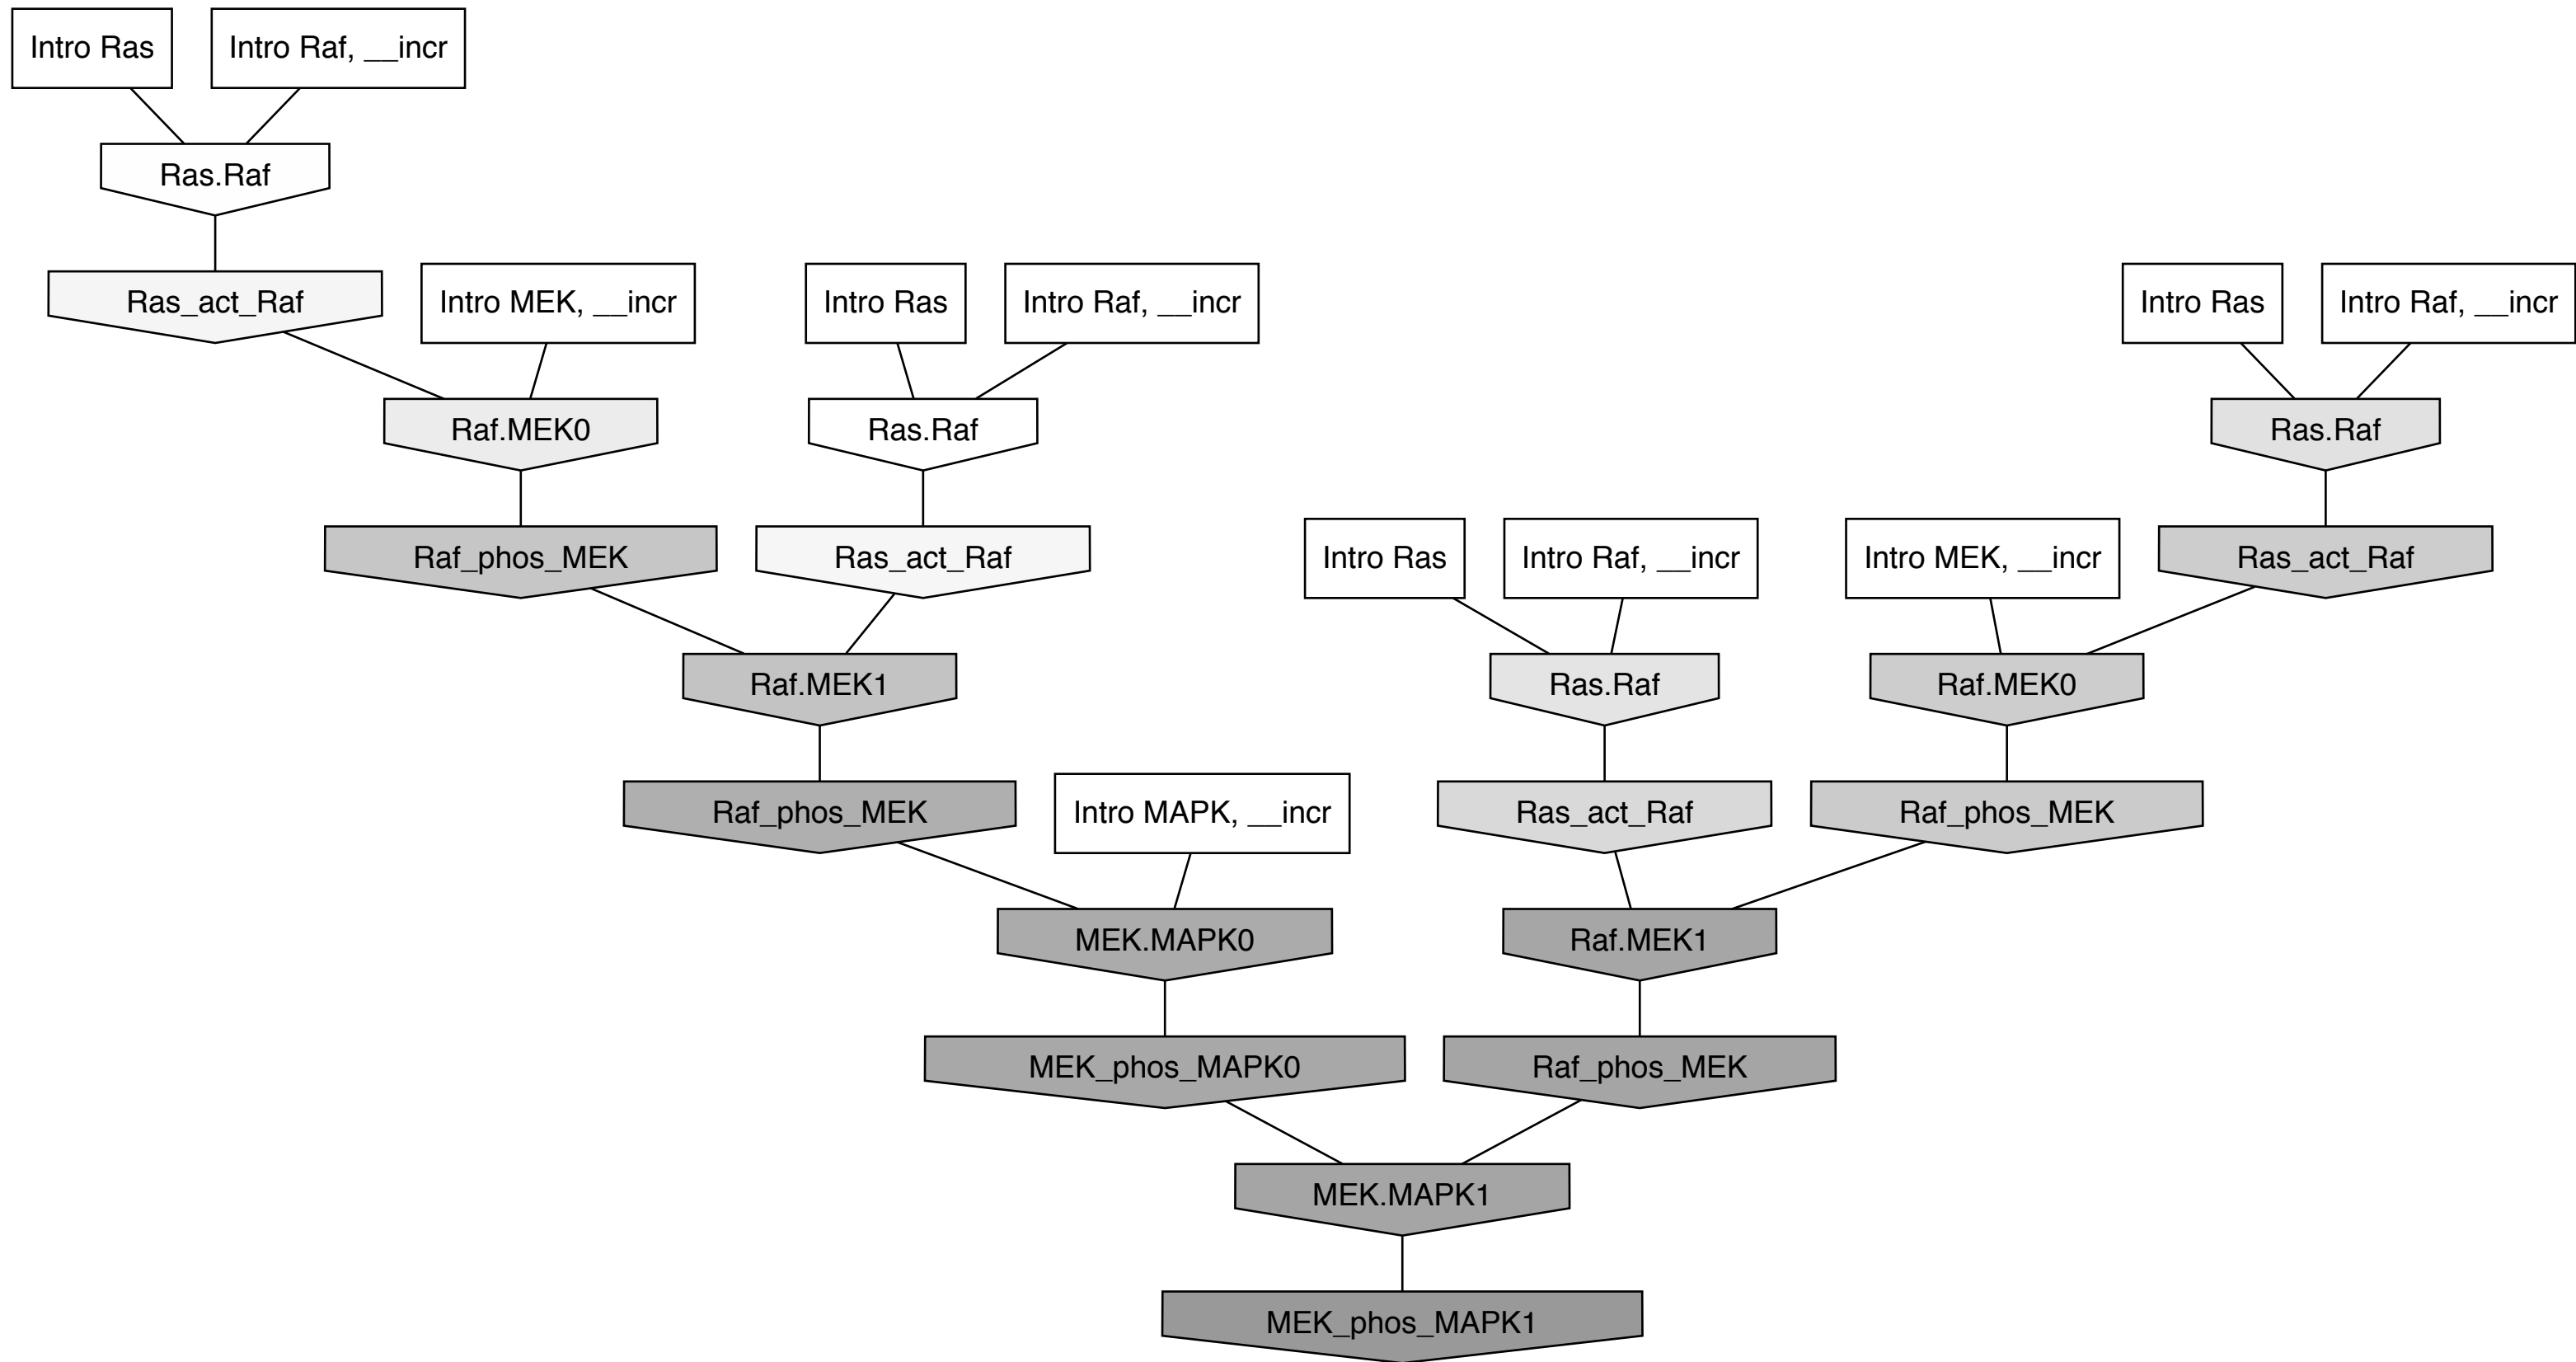 Intro Ras
Intro Raf, __incr
Ras.Raf
Ras_act_Raf
Intro MEK, __incr
Intro Ras
Intro Raf, __incr
Intro Ras
Intro Raf, __incr
Raf.MEK0
Ras.Raf
Ras.Raf
Raf_phos_MEK
Ras_act_Raf
Intro Ras
Intro Raf, __incr
Intro MEK, __incr
Ras_act_Raf
Raf.MEK1
Ras.Raf
Raf.MEK0
Raf_phos_MEK
Intro MAPK, __incr
Ras_act_Raf
Raf_phos_MEK
MEK.MAPK0
Raf.MEK1
MEK_phos_MAPK0
Raf_phos_MEK
MEK.MAPK1
MEK_phos_MAPK1